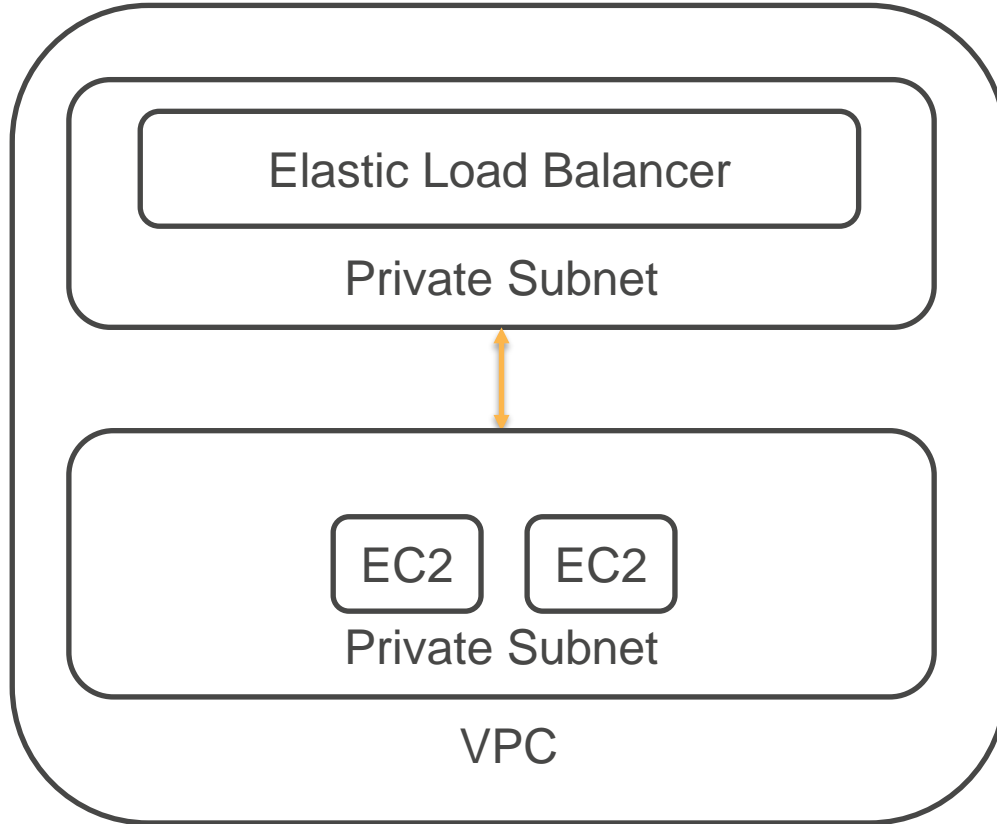 Elastic Load Balancer
Private Subnet
EC2 EC2
Private Subnet
VPC